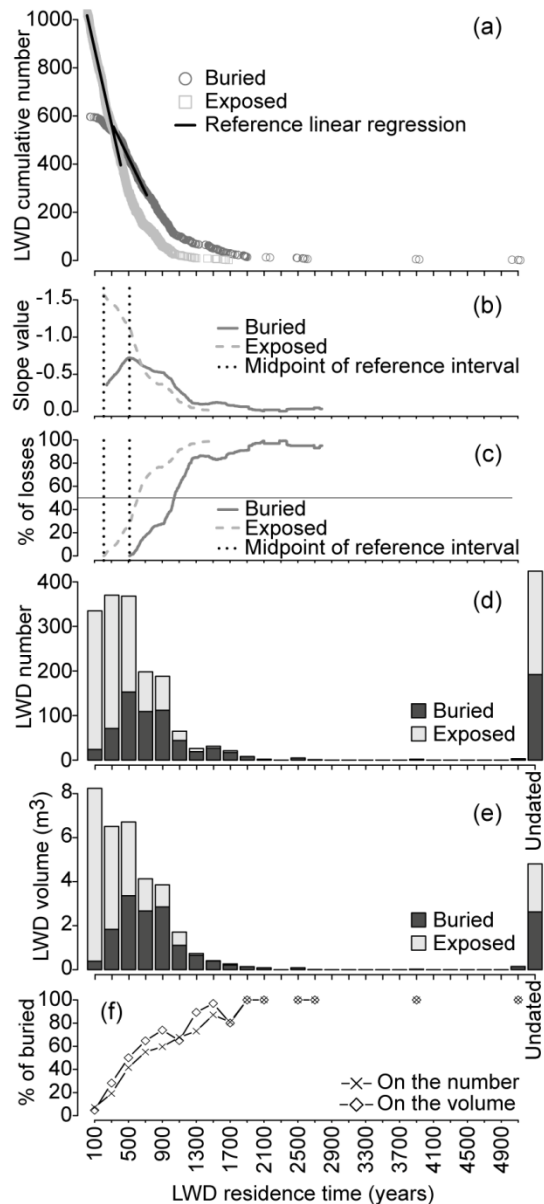 (a)
LWD cumulative number
1000
800
600
400
200
0
Buried
Exposed
Reference linear regression
(b)
Slope value
-1.5
-1.0
-0.5
0.0
Buried
Exposed
Midpoint of reference interval
(c)
% of losses
100
80
60
40
20
0
Buried
Exposed
Midpoint of reference interval
(d)
LWD number
400
300
200
100
0
Buried
Exposed
Undated
(e)
LWD volume (m3)
8
6
4
2
0
Buried
Exposed
Undated
(f)
% of buried
100
80
60
40
20
0
On the number
On the volume
100 500 900 1300 1700 2100 2500 2900 3300 3700 4100 4500 4900
LWD residence time (years)